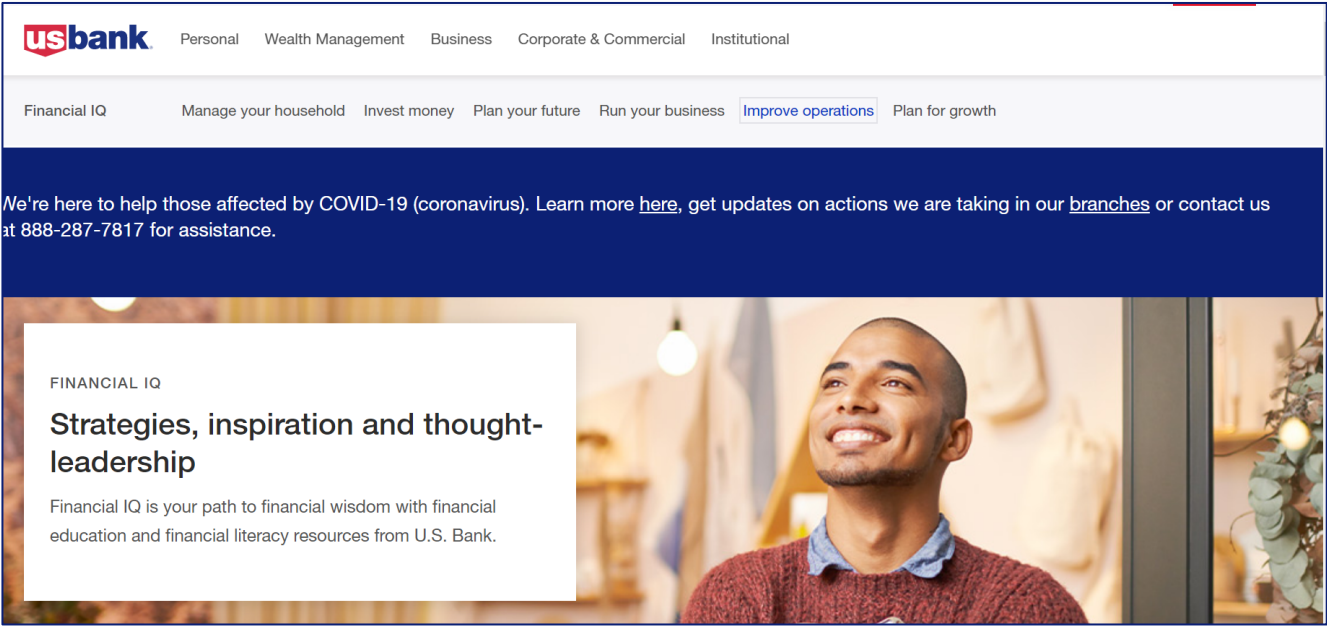 usbank.
Personal Wealth Management Business Corporate & Commercial Institutional
Financial IQ Manage your household Invest money Plan your future Run your business Improve operations Plan for growth
We're here to help those affected by COVID-19 (coronavirus). Learn more here, get updates on actions we are taking in our branches or contact us
at 888-287-7817 for assistance.
FINANCIAL IQ
Strategies, inspiration and thought-
leadership
Financial IQ is your path to financial wisdom with financial
education and financial literacy resources from U.S. Bank.